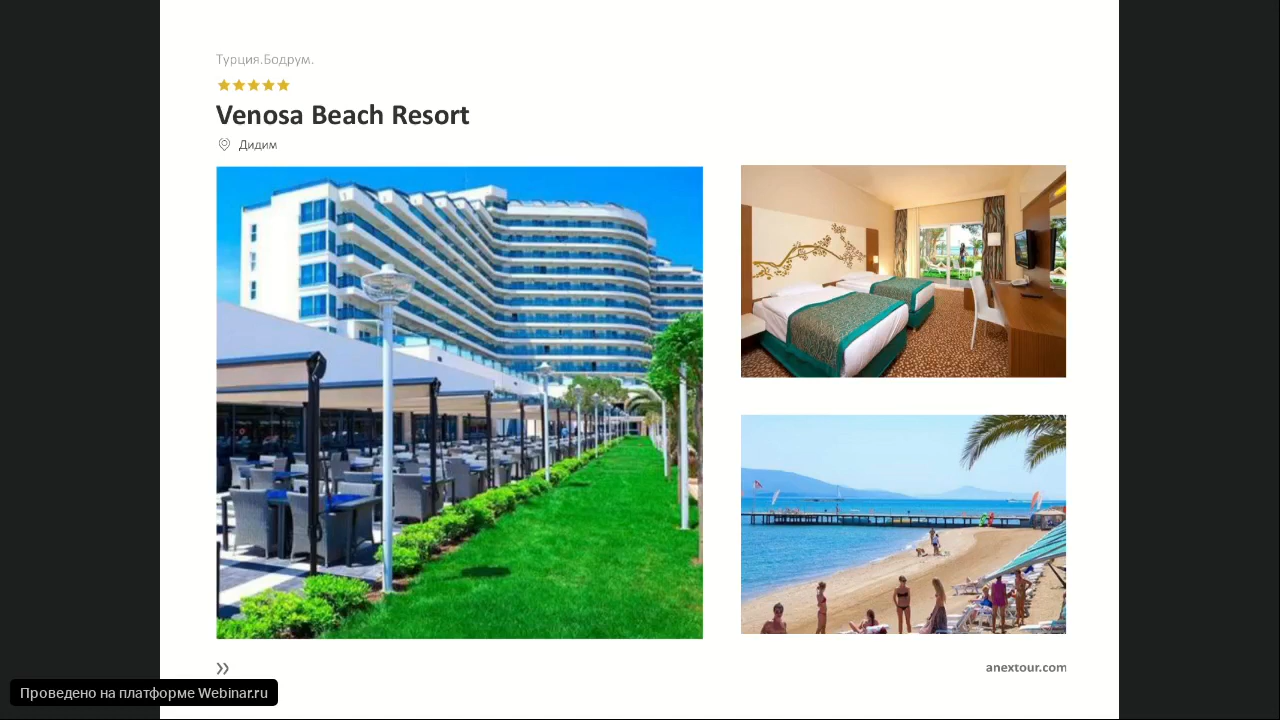 Турция.Бодрум.
Venosa Beach Resort
Дидим
anextour.com
Проведено на платформе Webinar.ru